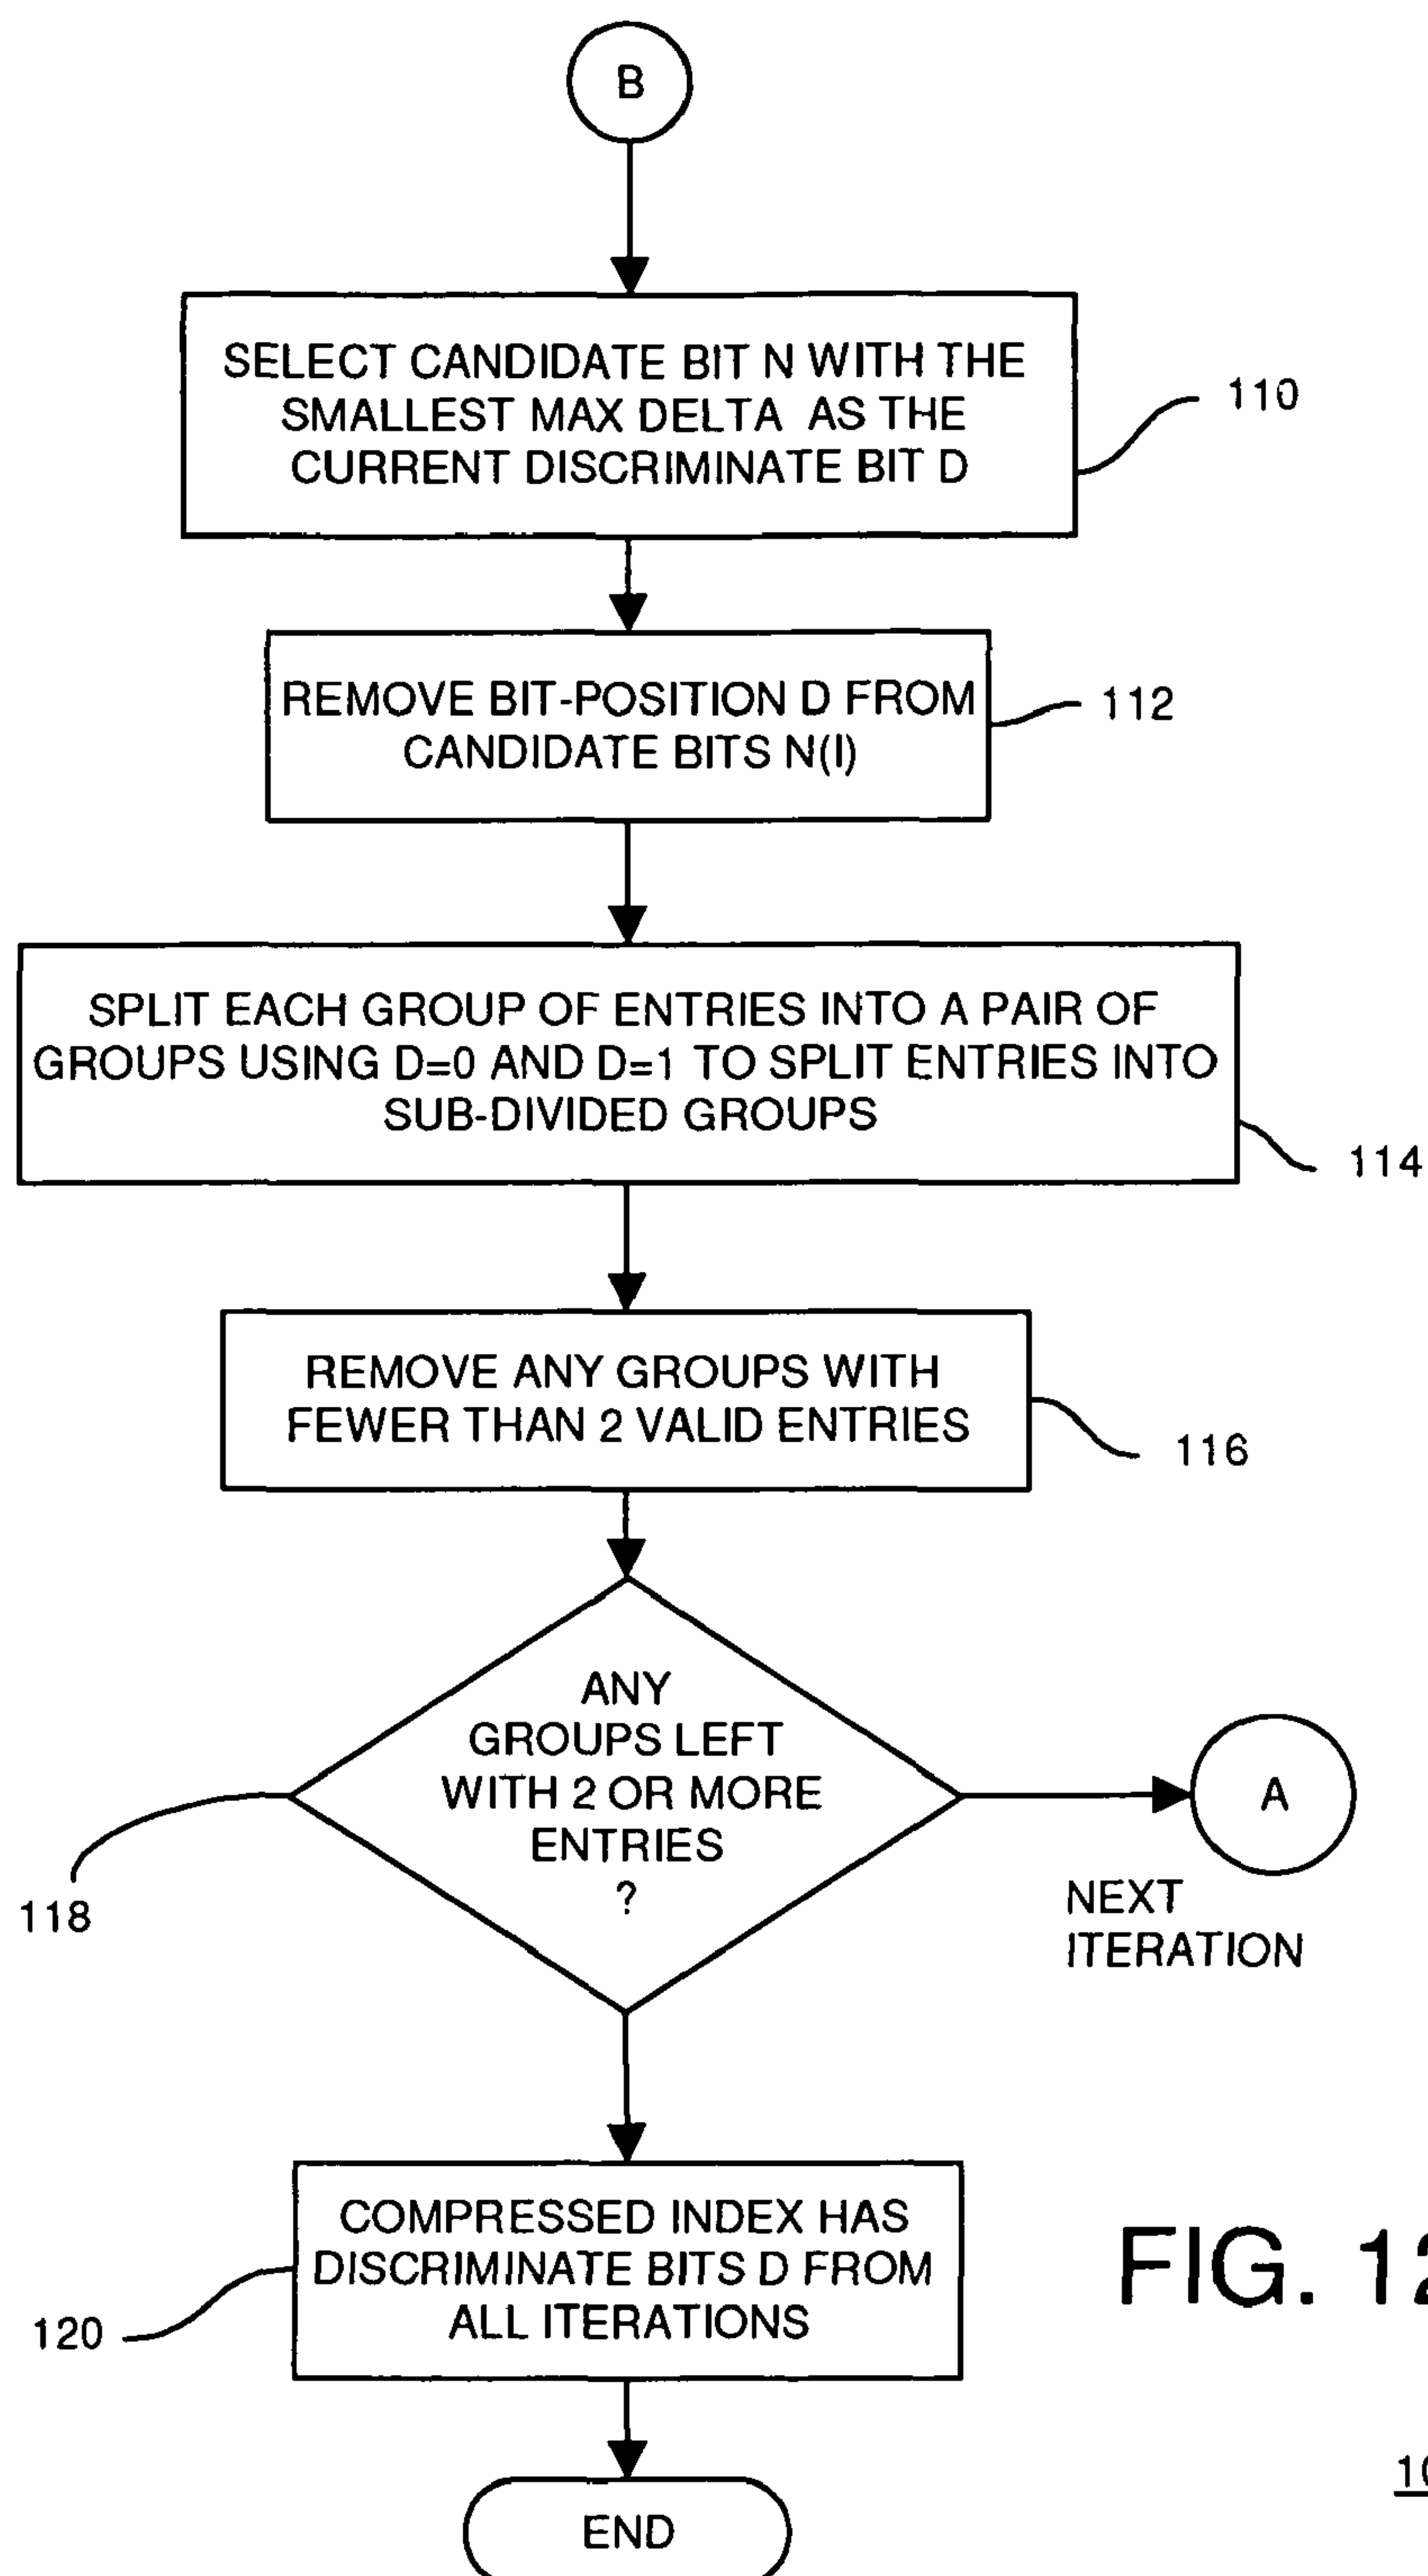 B
SELECT CANDIDATE BIT N WITH THE
SMALLEST MAX DELTA AS THE
CURRENT DISCRIMINATE BIT D
110
REMOVE BIT-POSITION D FROM
CANDIDATE BITS N(I)
112
SPLIT EACH GROUP OF ENTRIES INTO A PAIR OF
GROUPS USING D=0 AND D=1 TO SPLIT ENTRIES INTO
SUB-DIVIDED GROUPS
114
REMOVE ANY GROUPS WITH
FEWER THAN 2 VALID ENTRIES
116
ANY
GROUPS LEFT
WITH 2 OR MORE
ENTRIES
?
118
A
NEXT
ITERATION
COMPRESSED INDEX HAS
DISCRIMINATE BITS D FROM
ALL ITERATIONS
120
FIG. 12
END